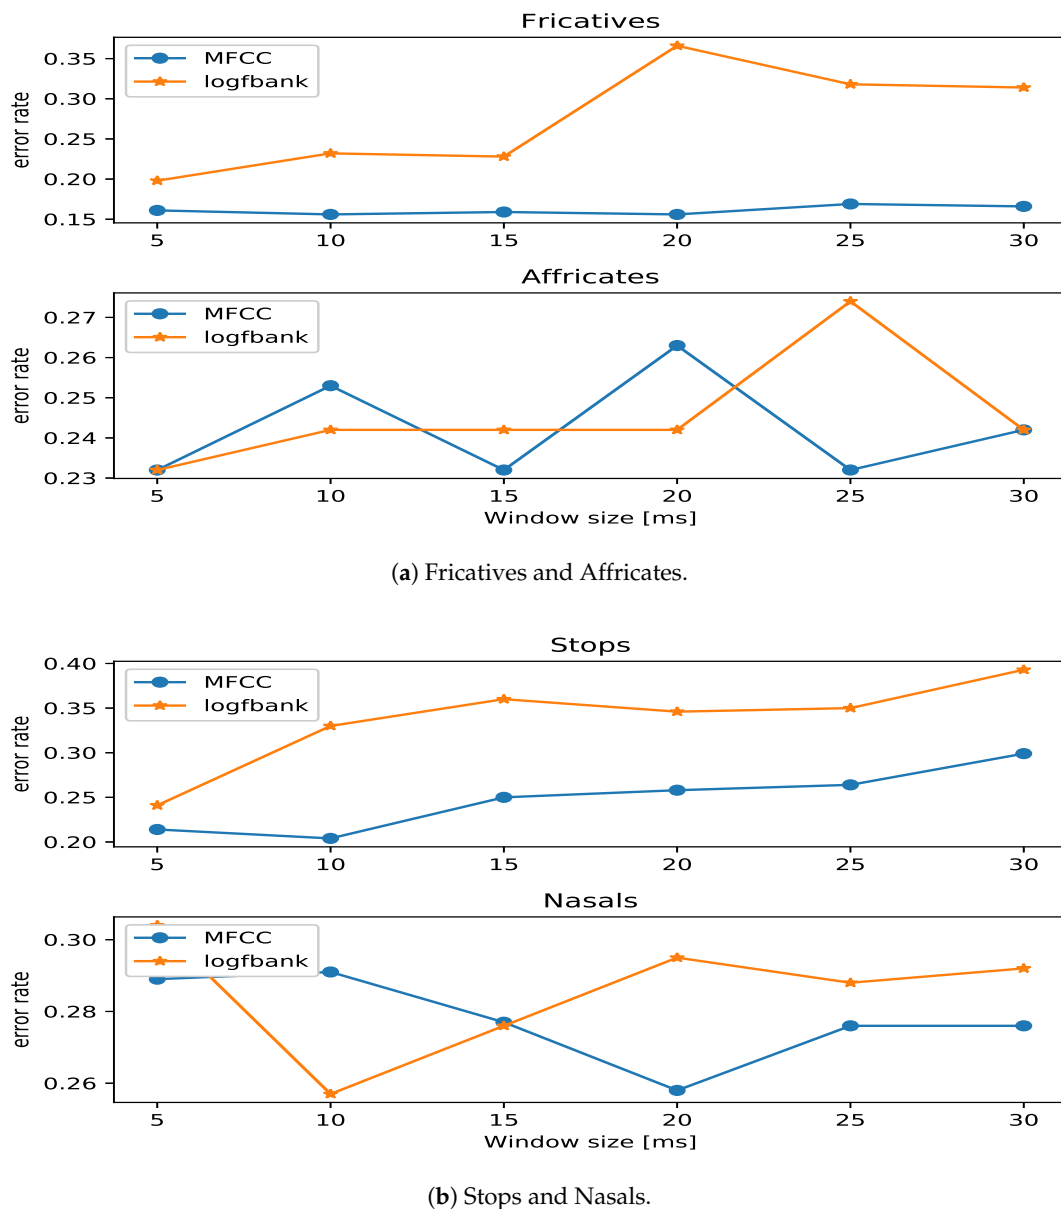 Fricatives
MFCC
logfbank
error rate
0.35
0.30
0.25
0.20
0.15
5 10 15 20 25 30
Affricates
MFCC
logfbank
error rate
0.27
0.26
0.25
0.24
0.23
5 10 15 20 25 30
Window size [ms]
(a) Fricatives and Affricates.
Stops
MFCC
logfbank
error rate
0.40
0.35
0.30
0.25
0.20
5 10 15 20 25 30
Nasals
MFCC
logfbank
error rate
0.30
0.28
0.26
5 10 15 20 25 30
Window size [ms]
(b) Stops and Nasals.